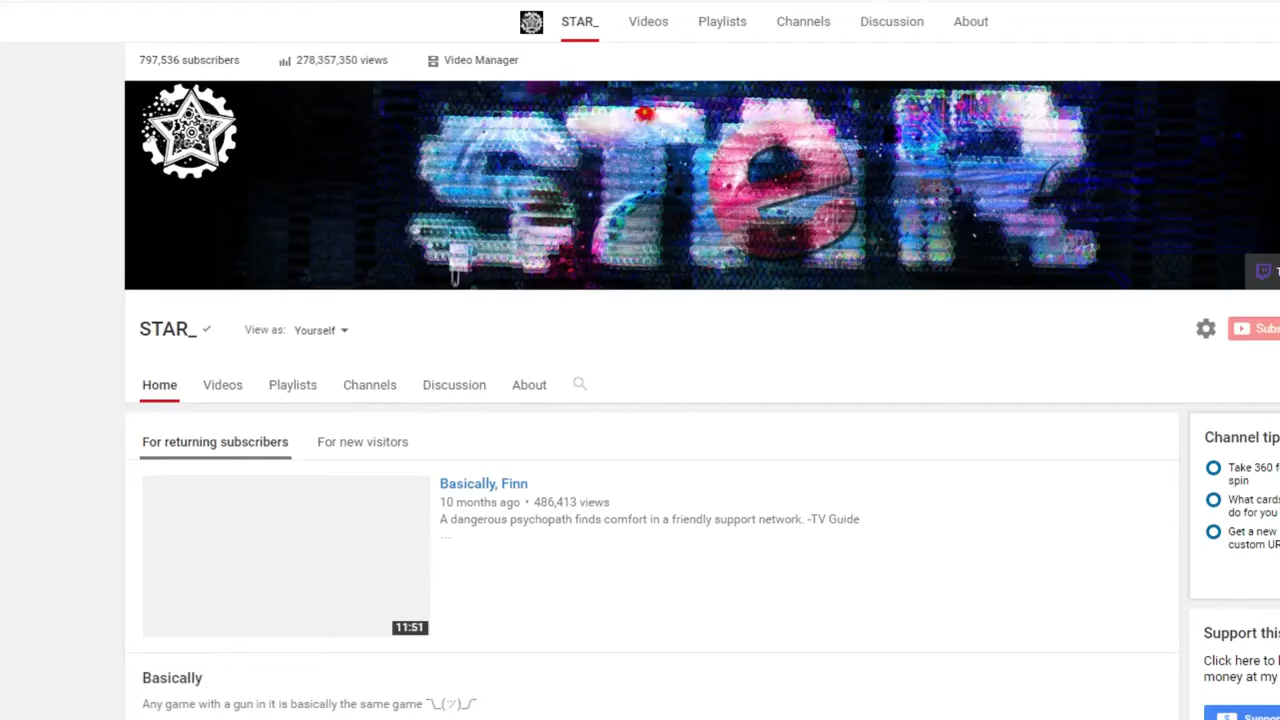 STAR_ Videos Playlists Channels Discussion About
797,536 subscribers 278,357,350 views Video Manager
STeR
STAR_ View as: Yourself
Home Videos Playlists Channels Discussion About
For returning subscribers For new visitors
Basically, Finn
10 months ago • 486,413 views
A dangerous psychopath finds comfort in a friendly support network. -TV Guide
...
11:51
Basically
Any game with a gun in it is basically the same game ¯\_(ツ)_/¯
Channel tip
Take 360 f
spin
What cards
do for you
Get a new
custom UR
Support this
Click here to
money at my